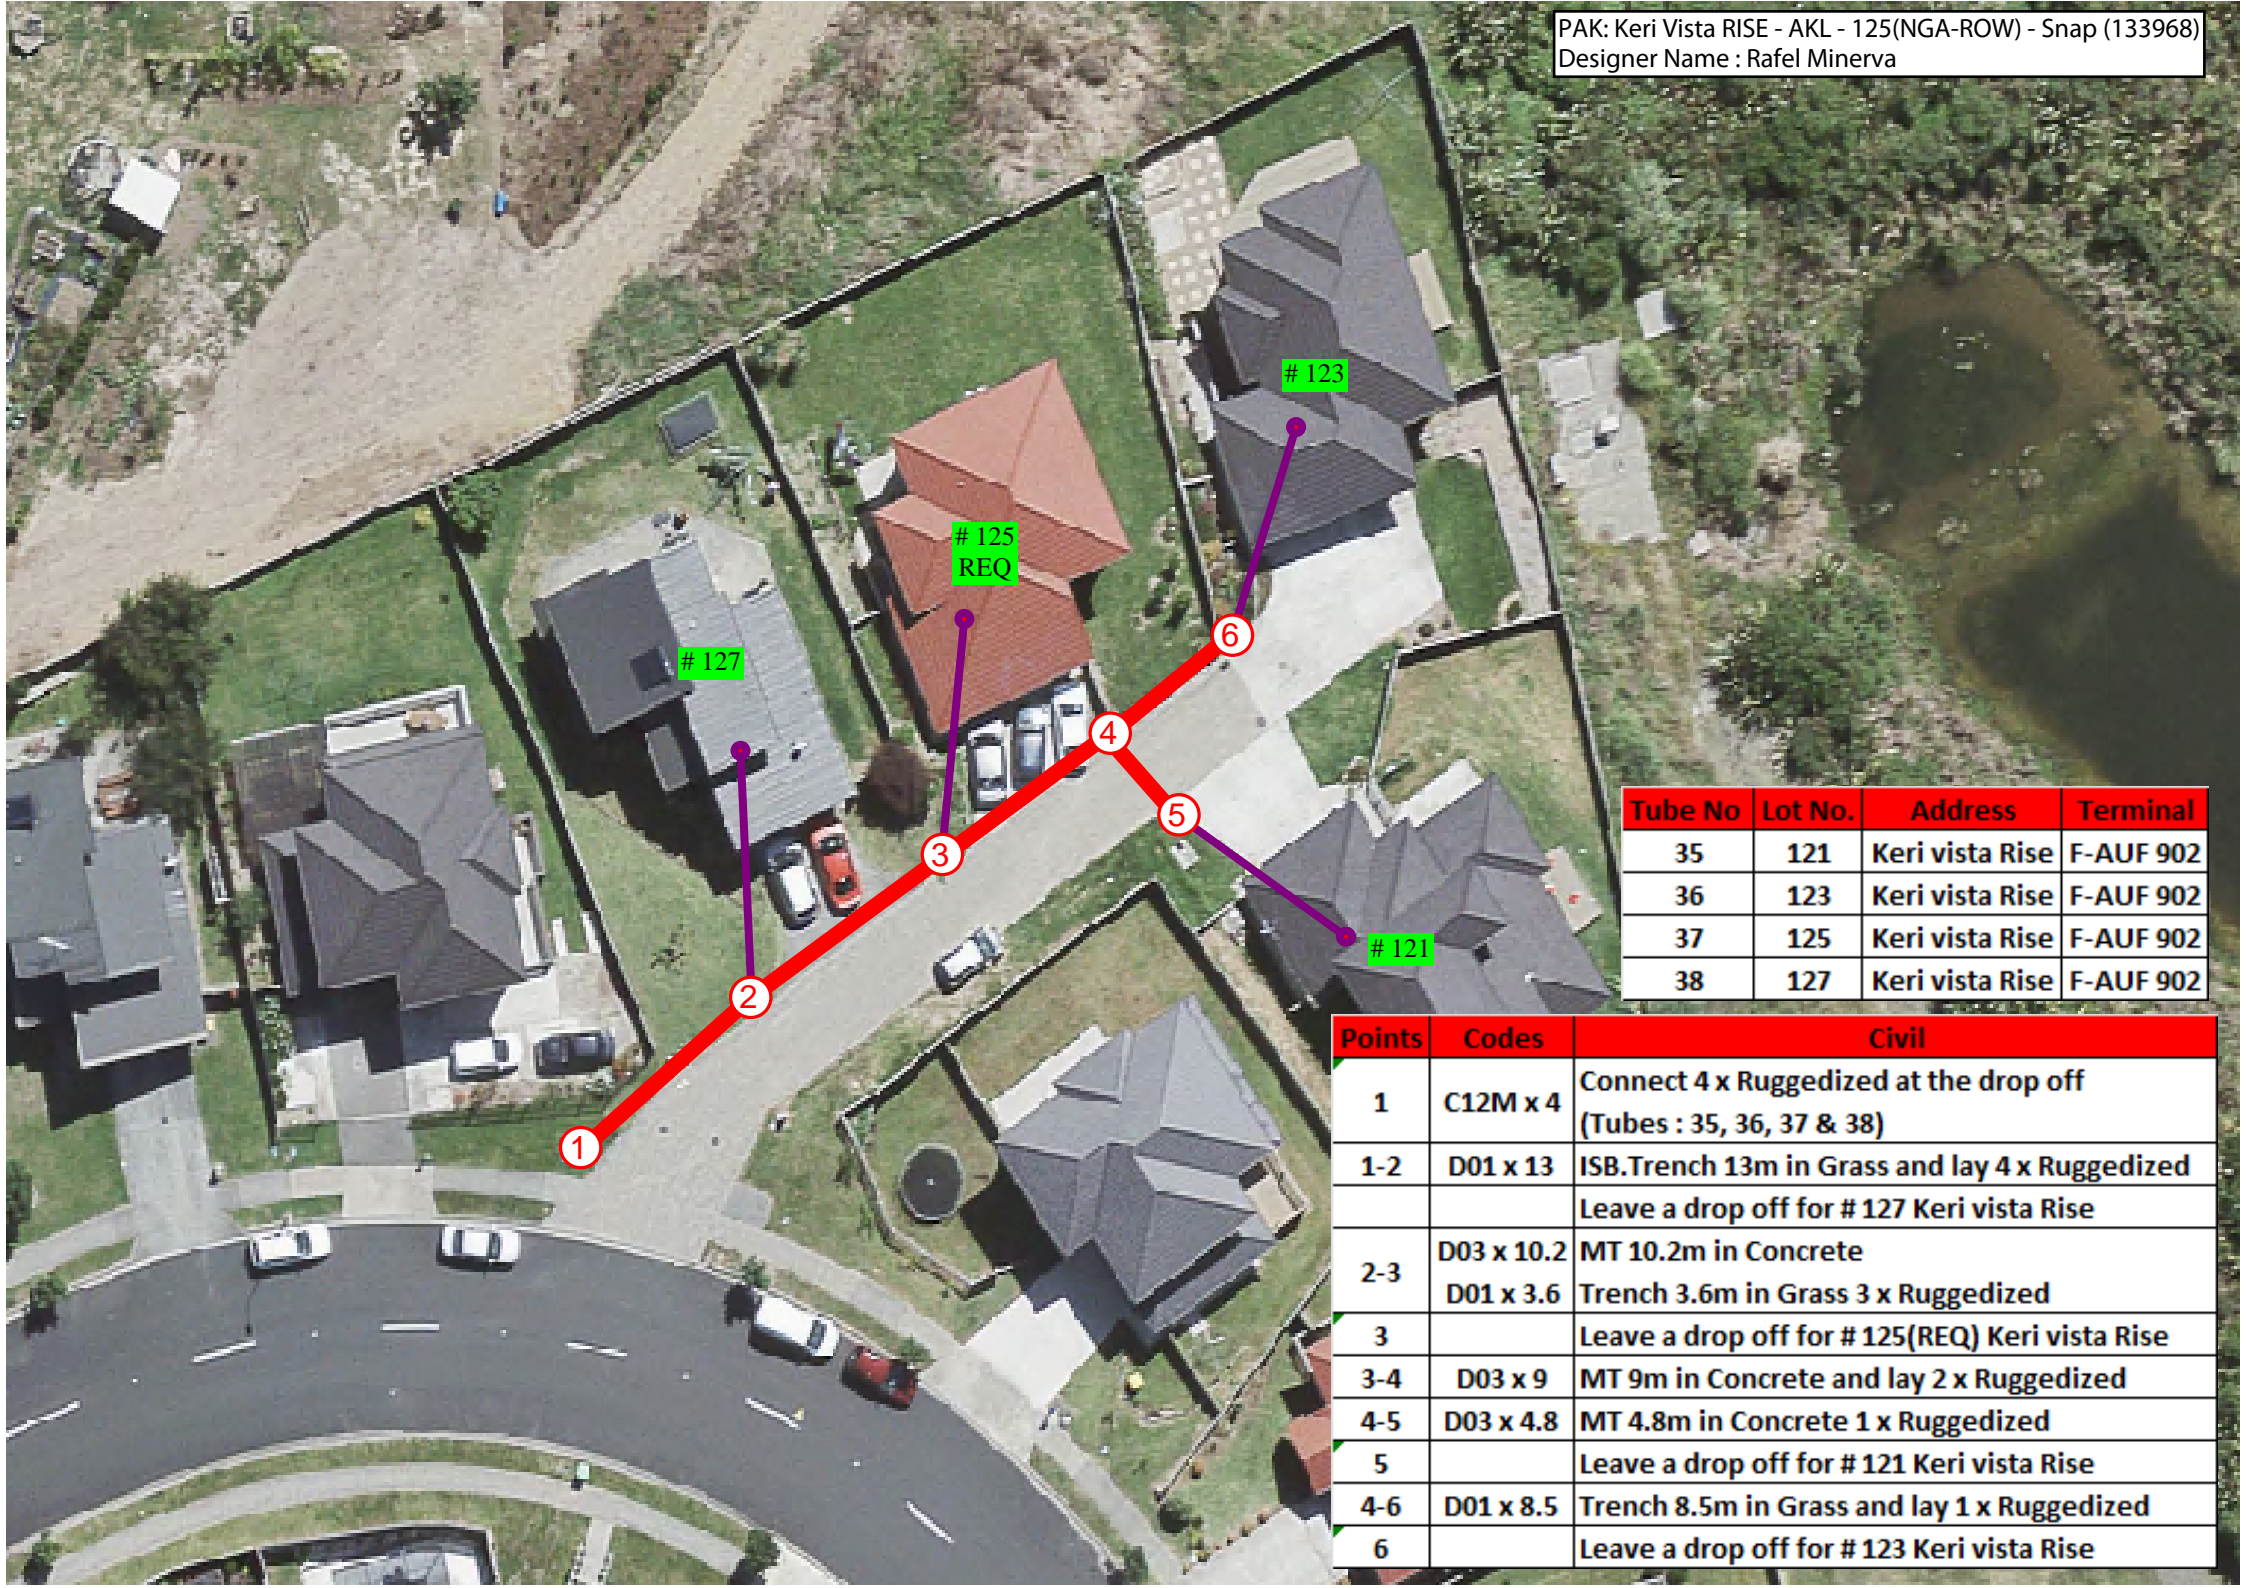 PAK: Keri Vista RISE - AKL - 125(NGA-ROW) - Snap (133968)
Designer Name : Rafel Minerva
# 123
# 125
REQ
# 127
6
4
5
3
# 121
2
1
Tube No Lot No. Address Terminal
35 121 Keri vista Rise F-AUF 902
36 123 Keri vista Rise F-AUF 902
37 125 Keri vista Rise F-AUF 902
38 127 Keri vista Rise F-AUF 902
Points Codes Civil
1 C12M x 4 Connect 4 x Ruggedized at the drop off
(Tubes : 35, 36, 37 & 38)
1-2 D01 x 13 ISB.Trench 13m in Grass and lay 4 x Ruggedized
Leave a drop off for # 127 Keri vista Rise
2-3 D03 x 10.2 MT 10.2m in Concrete
D01 x 3.6 Trench 3.6m in Grass 3 x Ruggedized
3 Leave a drop off for # 125(REQ) Keri vista Rise
3-4 D03 x 9 MT 9m in Concrete and lay 2 x Ruggedized
4-5 D03 x 4.8 MT 4.8m in Concrete 1 x Ruggedized
5 Leave a drop off for # 121 Keri vista Rise
4-6 D01 x 8.5 Trench 8.5m in Grass and lay 1 x Ruggedized
6 Leave a drop off for # 123 Keri vista Rise